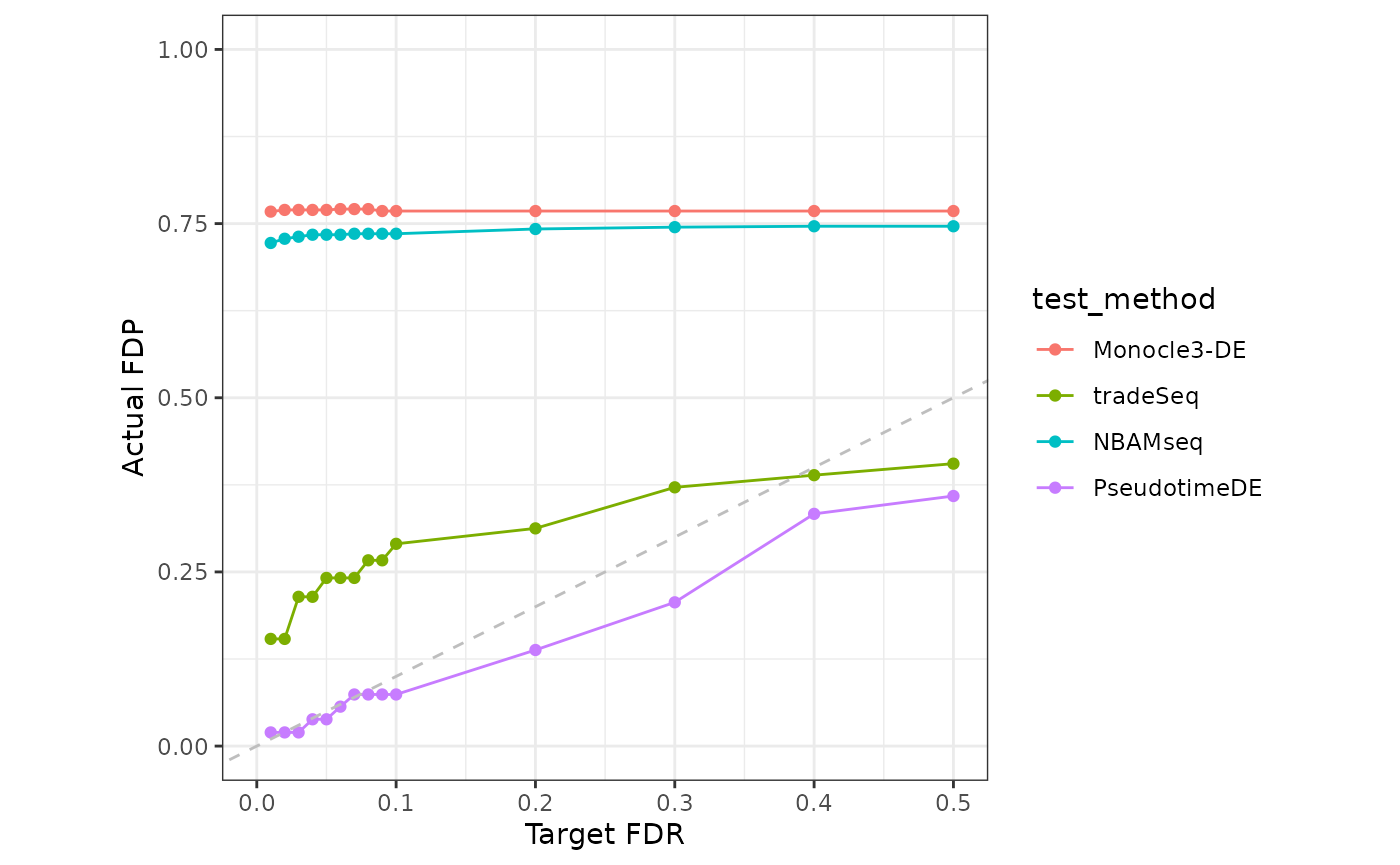 1.00
0.75
0.50
0.25
0.00
Actual FDP
0.0 0.1 0.2 0.3 0.4 0.5
Target FDR
test_method
Monocle3-DE
tradeSeq
NBAMseq
PseudotimeDE